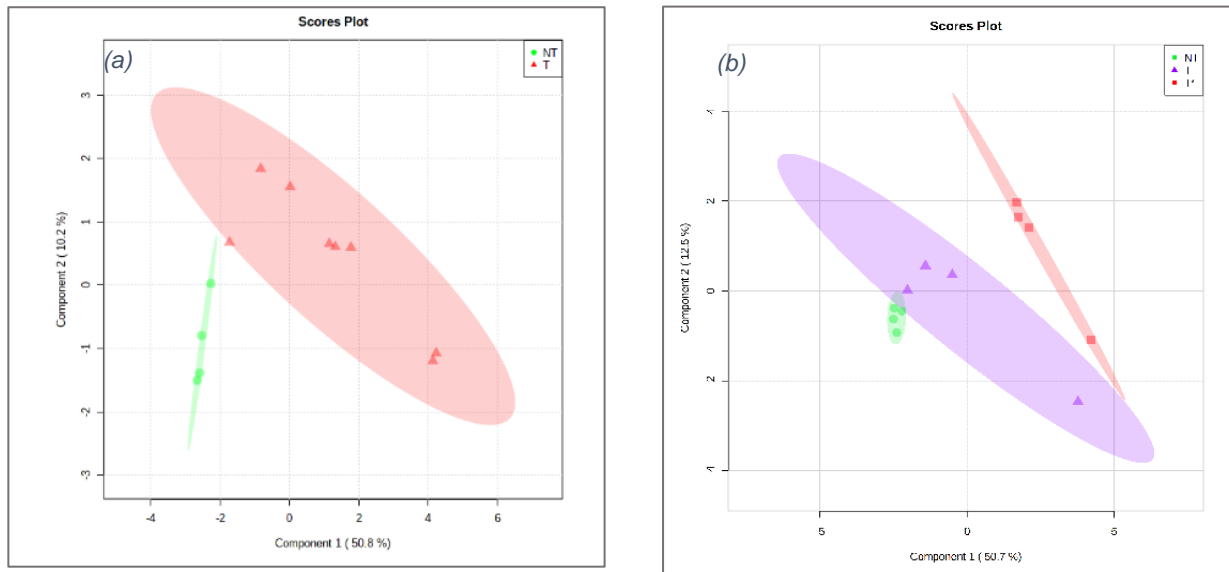 Scores Plot
(a)
NT
T
3
2
1
0
-1
-2
-3
-4
-2
0
2
4
6
Component 2 ( 10.2 %)
Component 1 ( 50.8 %)
Scores Plot
(b)
2
0
2
5
0
5
Component 2 ( 12.5 %)
Component 1 ( 50.7 %)